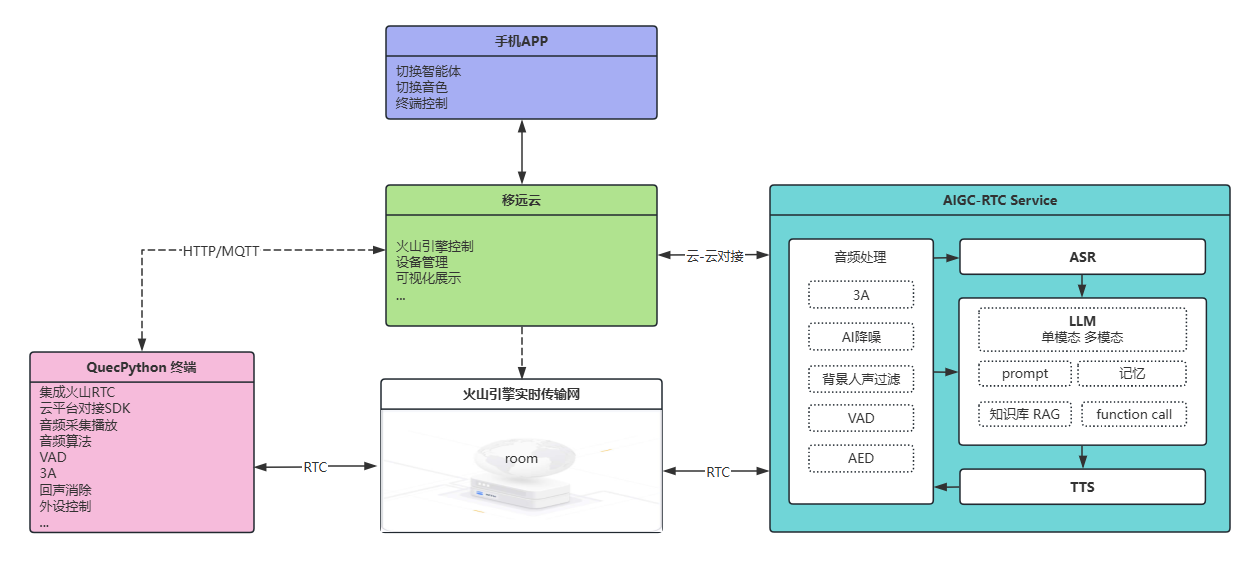 手机APP
切换智能体
切换音色
终端控制
移远云
火山引擎控制
设备管理
可视化展示
...
HTTP/MQTT
云-云对接
QuecPython 终端
集成火山RTC
云平台对接SDK
音频采集播放
音频算法
VAD
3A
回声消除
外设控制
...
RTC
火山引擎实时传输网
room
RTC
AIGC-RTC Service
音频处理
3A
AI降噪
背景人声过滤
VAD
AED
ASR
LLM
单模态 多模态
prompt
记忆
知识库 RAG
function call
TTS